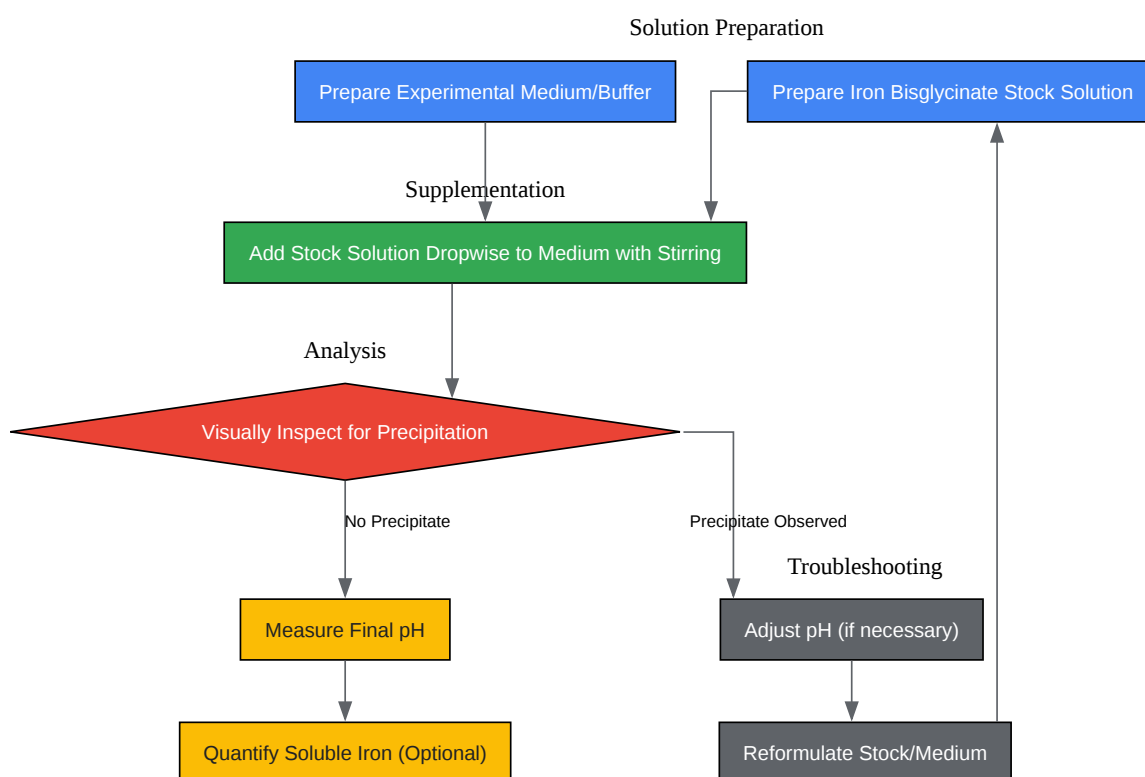 Solution Preparation
Prepare Experimental Medium/Buffer
Prepare Iron Bisglycinate Stock Solution
Supplementation
Add Stock Solution Dropwise to Medium with Stirring
Analysis
Visually Inspect for Precipitation
No Precipitate
Precipitate Observed
Troubleshooting
Measure Final pH
Adjust pH (if necessary)
Quantify Soluble Iron (Optional)
Reformulate Stock/Medium